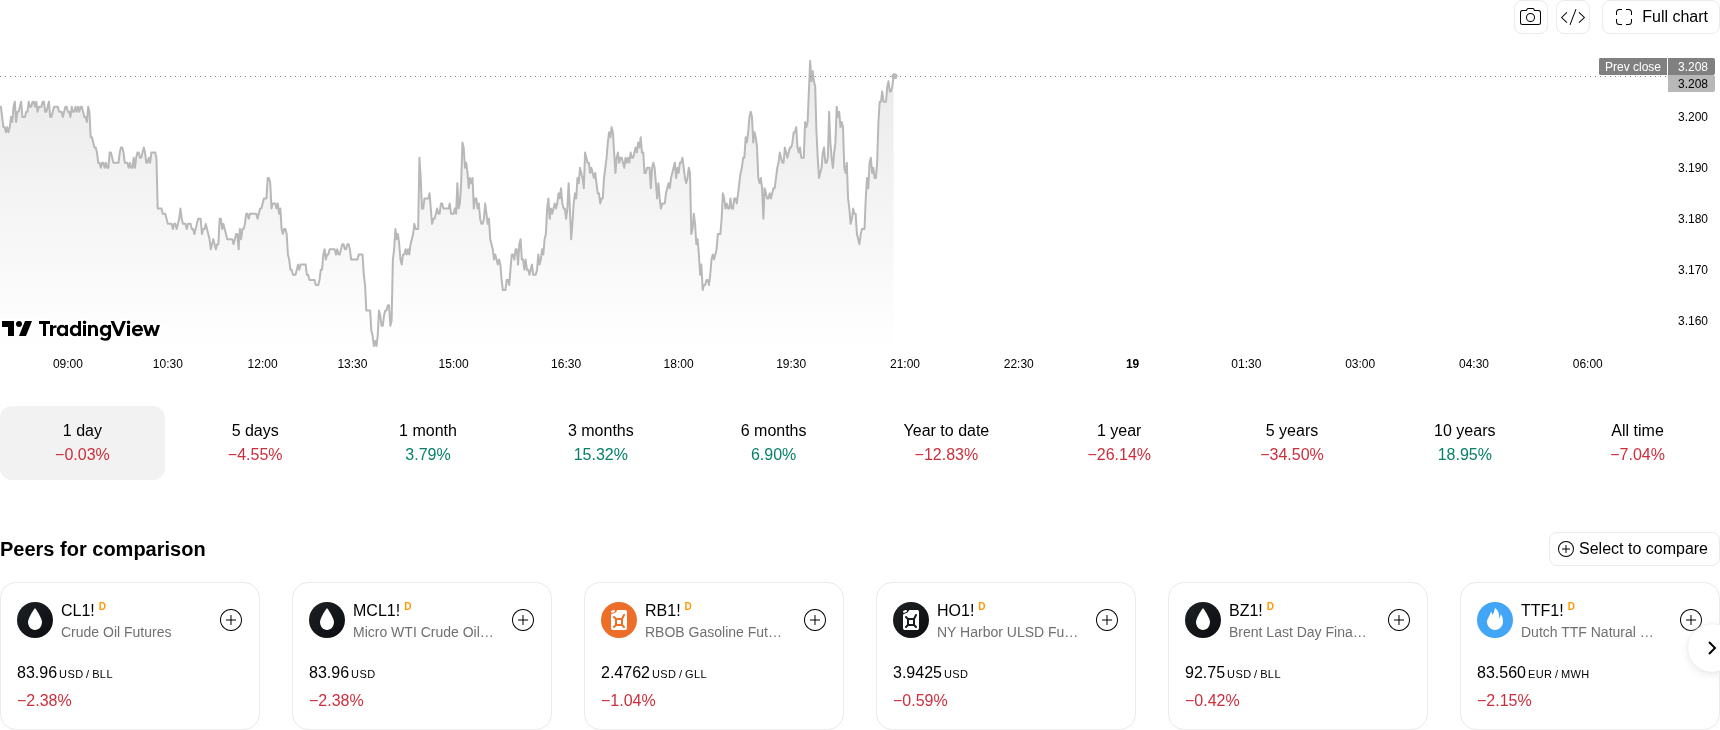 Full chart
Prev close 3.208
3.208
3.200
3.190
3.180
3.170
3.160
TradingView
09:00 10:30 12:00 13:30 15:00 16:30 18:00 19:30 21:00 22:30 19 01:30 03:00 04:30 06:00
1 day 5 days 1 month 3 months 6 months Year to date 1 year 5 years 10 years All time
−0.03% −4.55% 3.79% 15.32% 6.90% −12.83% −26.14% −34.50% 18.95% −7.04%
Peers for comparison
Select to compare
CL1! D
Crude Oil Futures
83.96 USD / BLL
−2.38%
MCL1! D
Micro WTI Crude Oil…
83.96 USD
−2.38%
RB1! D
RBOB Gasoline Fut…
2.4762 USD / GLL
−1.04%
HO1! D
NY Harbor ULSD Fu…
3.9425 USD
−0.59%
BZ1! D
Brent Last Day Fina…
92.75 USD / BLL
−0.42%
TTF1! D
Dutch TTF Natural …
83.560 EUR / MWH
−2.15%